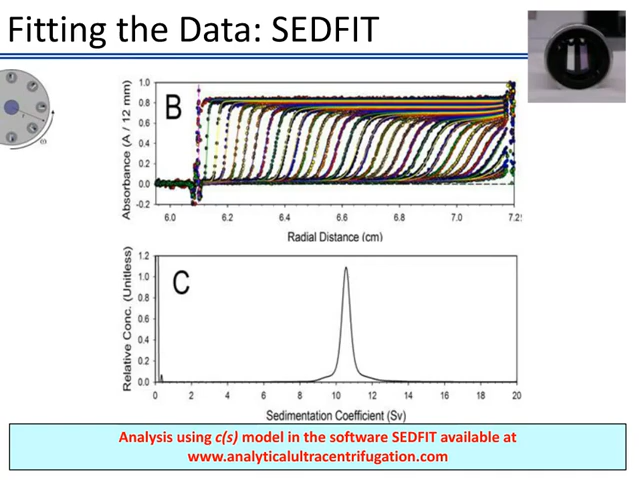 Fitting the Data: SEDFIT
B
Absorbance (A / 12 mm)
1.0
0.8
0.6
0.4
0.2
0.0
-0.2
6.0 6.2 6.4 6.6 6.8 7.0 7.2
Radial Distance (cm)
C
Relative Conc. (Unitless)
1.2
1.0
0.8
0.6
0.4
0.2
0.0
0 2 4 6 8 10 12 14 16 18 20
Sedimentation Coefficient (Sv)
ω
r
Analysis using c(s) model in the software SEDFIT available at
www.analyticalultracentrifugation.com